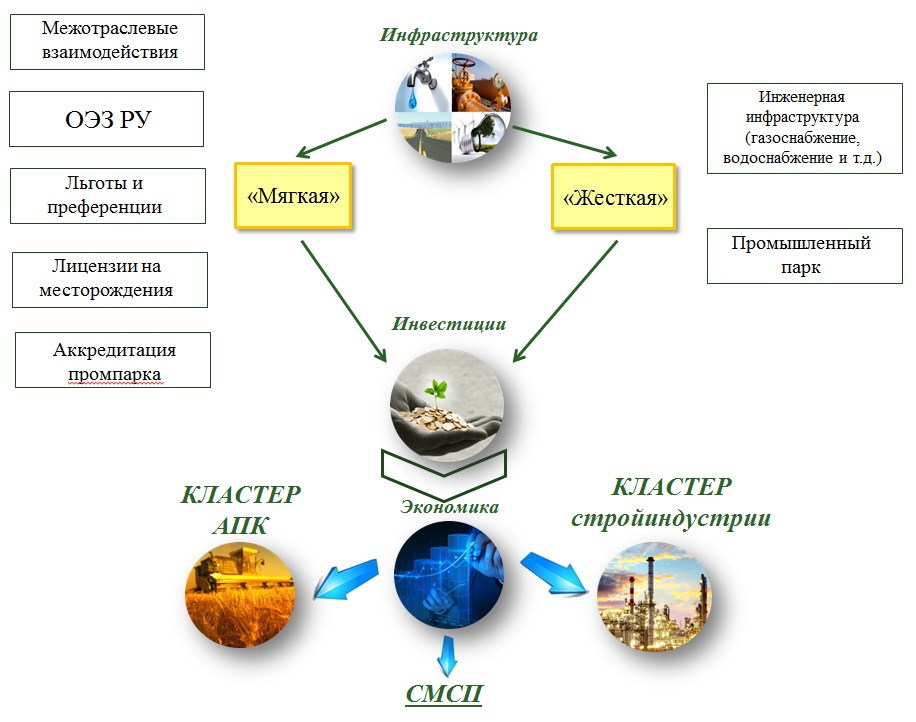 Межотраслевые
взаимодействия
ОЭЗ РУ
Льготы и
преференции
Лицензии на
месторождения
Аккредитация
промпарка
Инфраструктура
«Мягкая»
«Жесткая»
Инженерная
инфраструктура
(газоснабжение,
водоснабжение и т.д.)
Промышленный
парк
Инвестиции
Экономика
КЛАСТЕР
АПК
КЛАСТЕР
стройиндустрии
СМСП